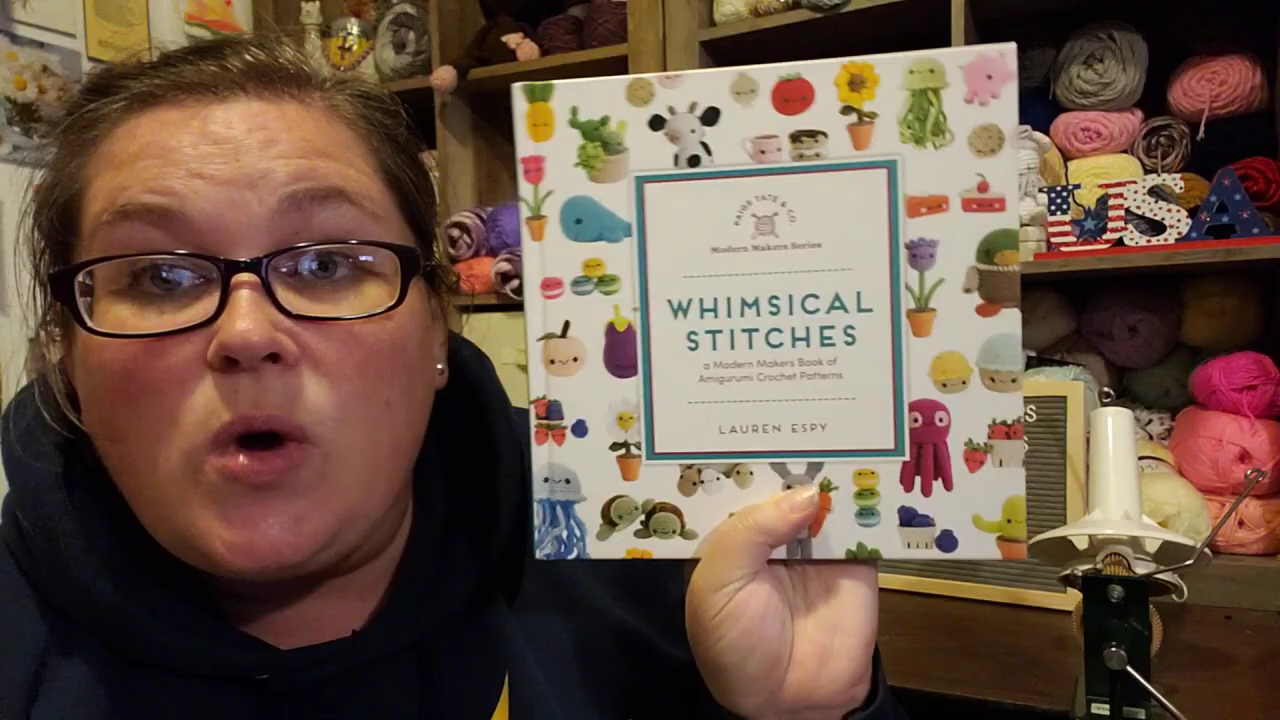 PAIGE TATE & CO.
Modern Makers Series
WHIMSICAL
STITCHES
a Modern Makers Book of
Amigurumi Crochet Patterns
LAUREN ESPY
USA